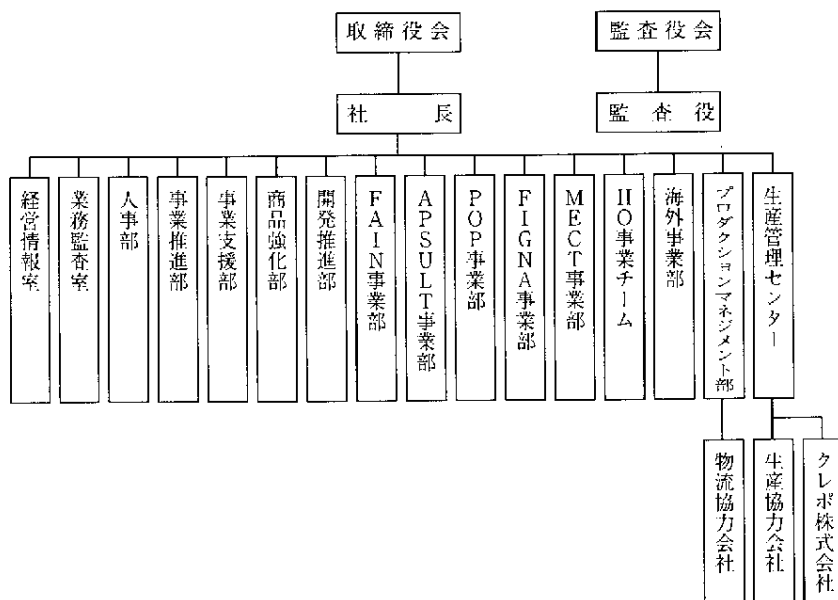 取締役会
監査役会
社長
監査役
経営情報室
業務監査室
人事部
事業推進部
事業支援部
商品強化部
開発推進部
FAIN事業部
APSULT事業部
POP事業部
FIGNA事業部
MECT事業部
HO事業チーム
海外事業部
プロダクションマネジメント部
生産管理センター
物流協力会社
生産協力会社
クレポ株式会社